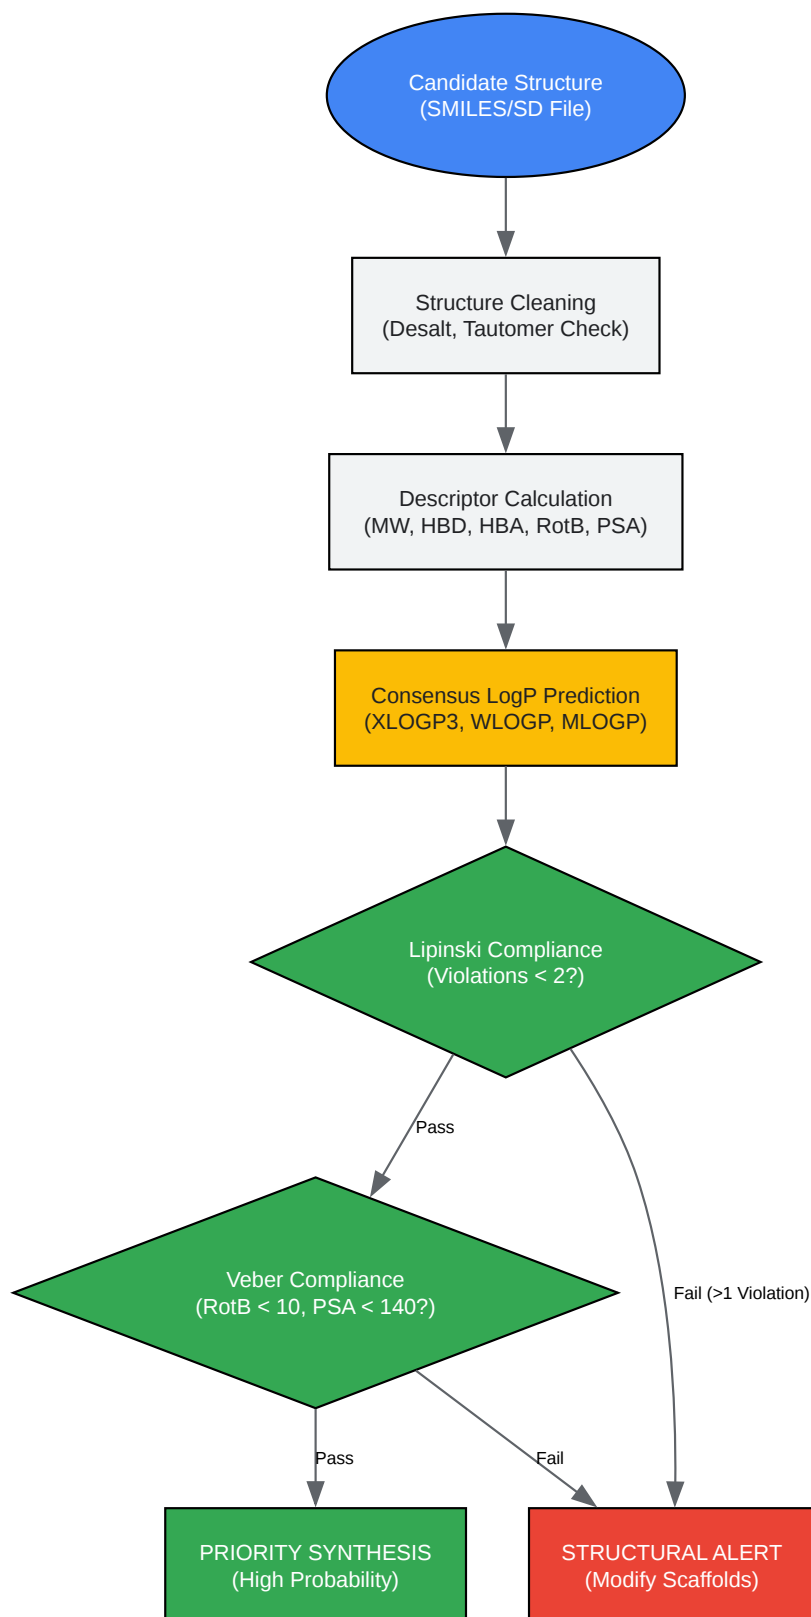 Candidate Structure
(SMILES/SD File)
Structure Cleaning
(Desalt, Tautomer Check)
Descriptor Calculation
(MW, HBD, HBA, RotB, PSA)
Consensus LogP Prediction
(XLOGP3, WLOGP, MLOGP)
Lipinski Compliance
(Violations < 2?)
Pass
Veber Compliance
(RotB < 10, PSA < 140?)
Fail (>1 Violation)
Pass
Fail
PRIORITY SYNTHESIS
(High Probability)
STRUCTURAL ALERT
(Modify Scaffolds)